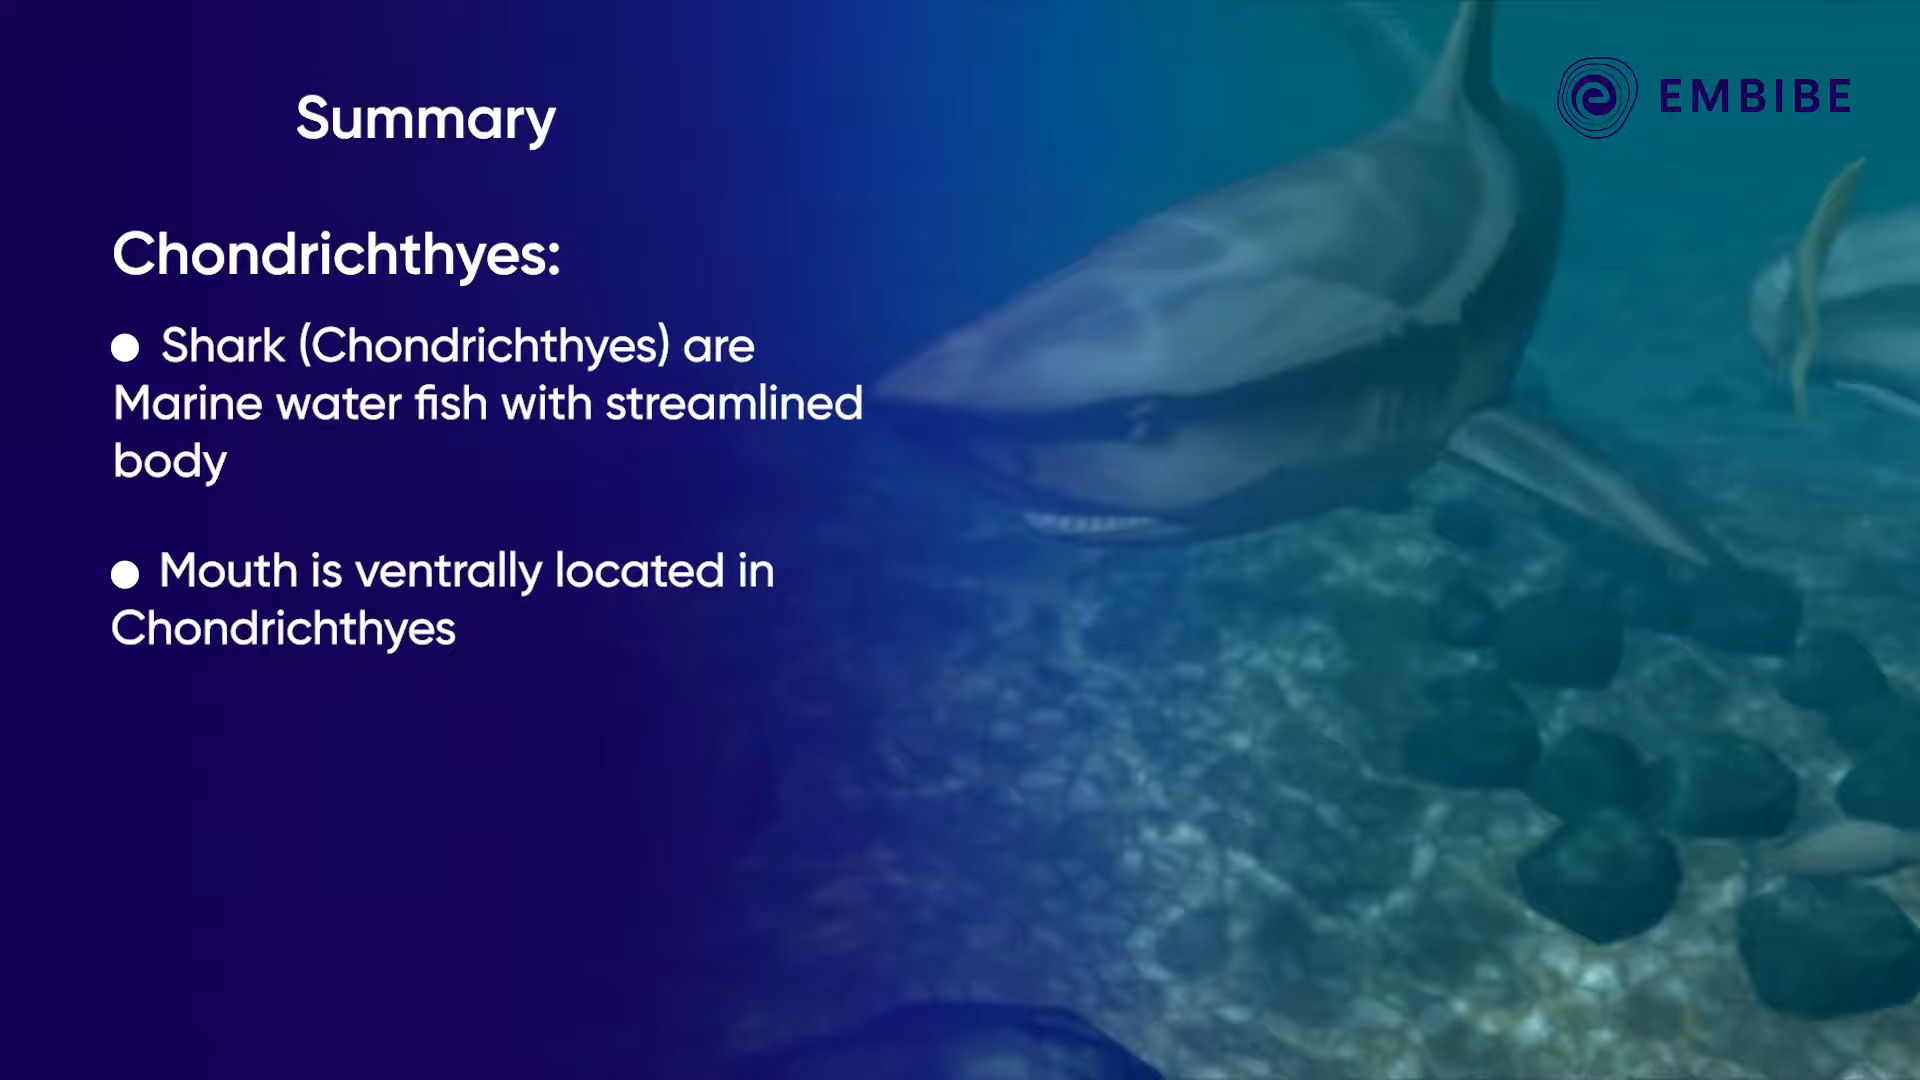 EMBIBE
Summary
Chondrichthyes:
● Shark (Chondrichthyes) are
Marine water fish with streamlined
body
● Mouth is ventrally located in
Chondrichthyes